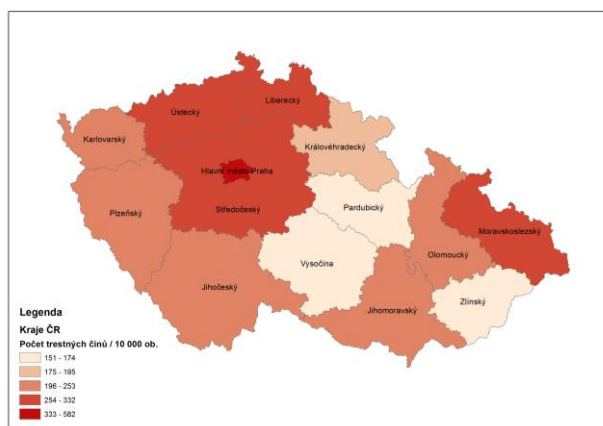 Liberecký
Ústecký
Karlovarský
Královéhradecký
Hlavní město Praha
Středočeský
Pardubický
Plzeňský
Moravskoslezský
Olomoucký
Vysočina
Jihočeský
Zlínský
Jihomoravský
Legenda
Kraje ČR
Počet trestných činů / 10 000 ob.
151 - 174
175 - 195
196 - 253
254 - 332
333 - 582